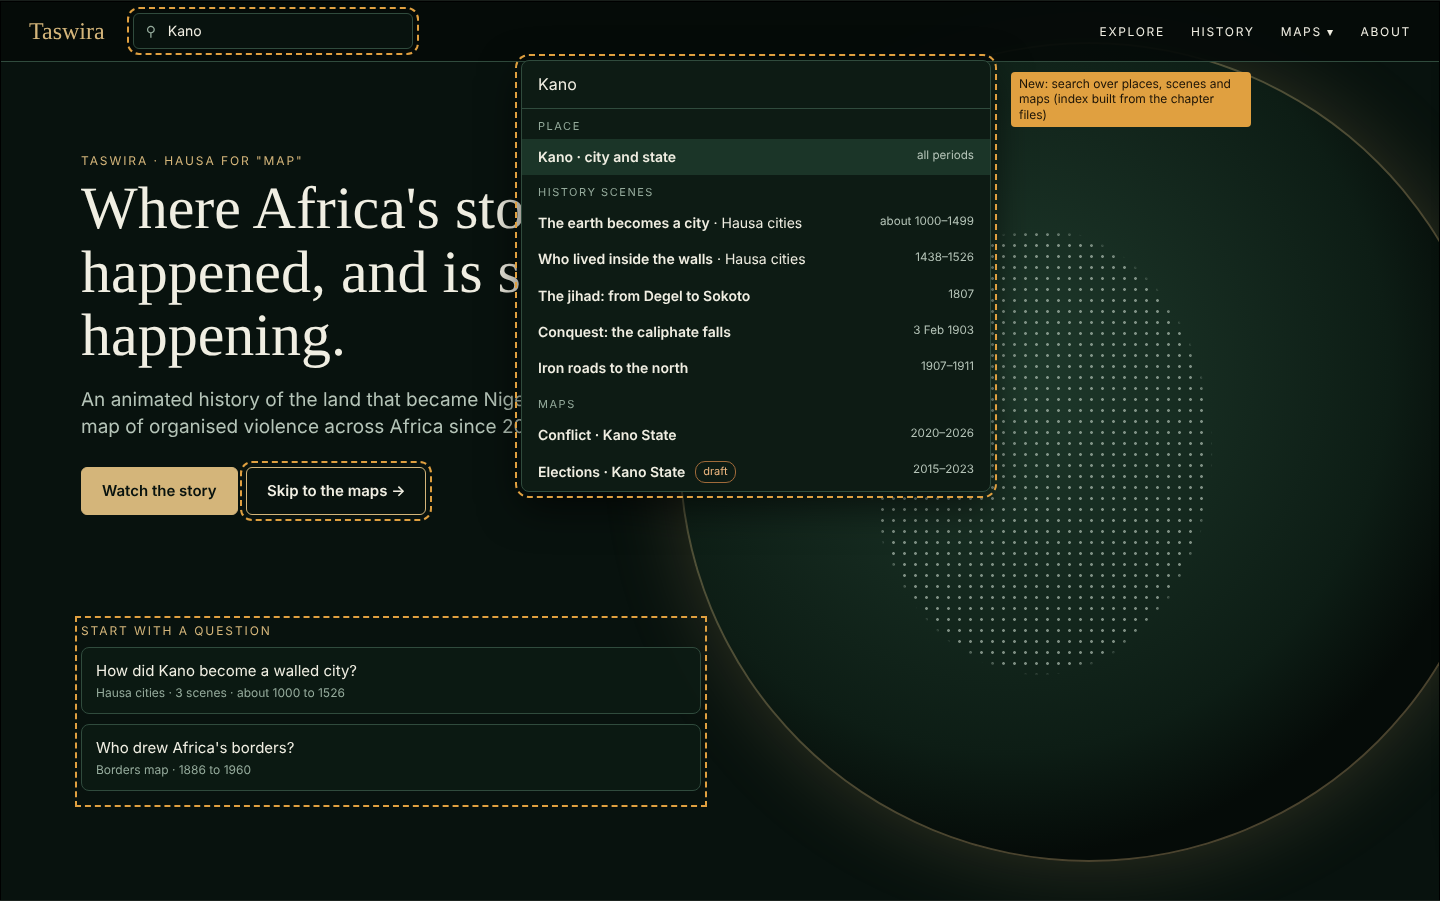 Taswira
Kano
EXPLORE HISTORY MAPS ▾ ABOUT
Kano
New: search over places, scenes and
maps (index built from the chapter
files)
PLACE
Kano · city and state all periods
HISTORY SCENES
The earth becomes a city · Hausa cities about 1000–1499
Who lived inside the walls · Hausa cities 1438–1526
The jihad: from Degel to Sokoto 1807
Conquest: the caliphate falls 3 Feb 1903
Iron roads to the north 1907–1911
MAPS
Conflict · Kano State 2020–2026
Elections · Kano State draft 2015–2023
TASWIRA · HAUSA FOR "MAP"
Where Africa's sto
happened, and is s
happening.
An animated history of the land that became Nige
map of organised violence across Africa since 20
Watch the story
Skip to the maps →
START WITH A QUESTION
How did Kano become a walled city?
Hausa cities · 3 scenes · about 1000 to 1526
Who drew Africa's borders?
Borders map · 1886 to 1960